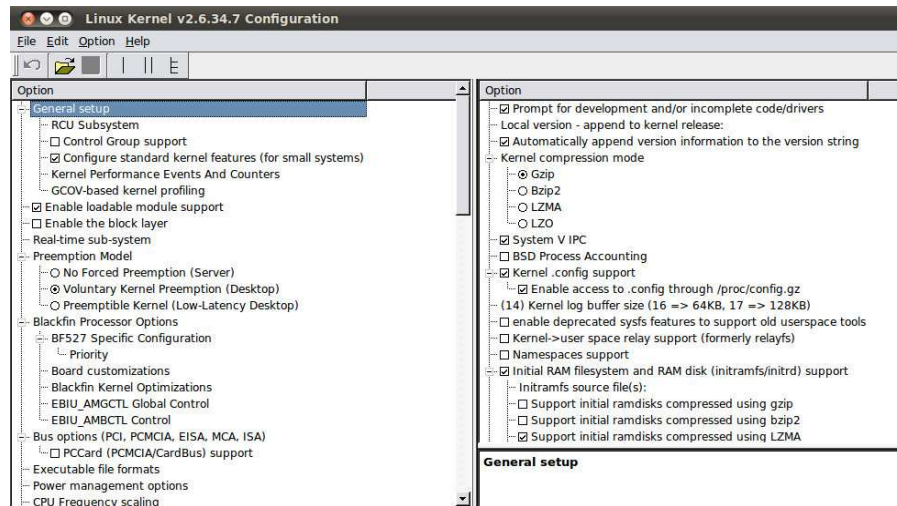 Linux Kernel v2.6.34.7 Configuration
File Edit Option Help
Option
General setup
RCU Subsystem
Control Group support
Configure standard kernel features (for small systems)
Kernel Performance Events And Counters
GCOV-based kernel profiling
Enable loadable module support
Enable the block layer
Real-time sub-system
Preemption Model
No Forced Preemption (Server)
Voluntary Kernel Preemption (Desktop)
Preemptible Kernel (Low-Latency Desktop)
Blackfin Processor Options
BF527 Specific Configuration
Priority
Board customizations
Blackfin Kernel Optimizations
EBIU_AMGCTL Global Control
EBIU_AMBCTL Control
Bus options (PCI, PCMCIA, EISA, MCA, ISA)
PCCard (PCMCIA/CardBus) support
Executable file formats
Power management options
CPU Frequency scaling
Option
Prompt for development and/or incomplete code/drivers
Local version - append to kernel release:
Automatically append version information to the version string
Kernel compression mode
Gzip
Bzip2
LZMA
LZO
System V IPC
BSD Process Accounting
Kernel .config support
Enable access to .config through /proc/config.gz
(14) Kernel log buffer size (16 => 64KB, 17 => 128KB)
enable deprecated sysfs features to support old userspace tools
Kernel->user space relay support (formerly relayfs)
Namespaces support
Initial RAM filesystem and RAM disk (initramfs/initrd) support
Initramfs source file(s):
Support initial ramdisks compressed using gzip
Support initial ramdisks compressed using bzip2
Support initial ramdisks compressed using LZMA
General setup